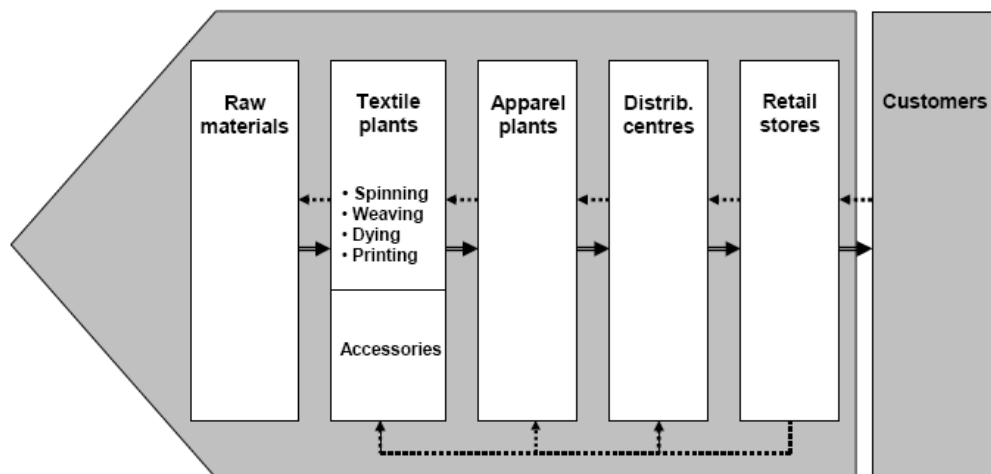 Raw
materials
Textile
plants
• Spinning
• Weaving
• Dying
• Printing
Accessories
Apparel
plants
Distrib.
centres
Retail
stores
Customers